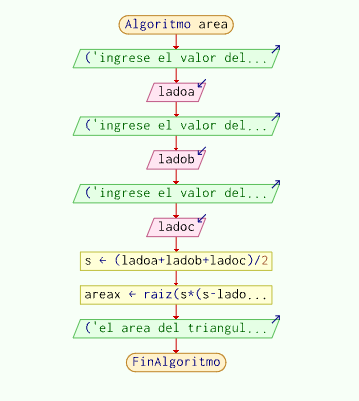 Algoritmo area
('ingrese el valor del...
ladoa
('ingrese el valor del...
ladob
('ingrese el valor del...
ladoc
s ← (ladoa+ladob+ladoc)/2
areax ← raiz(s*(s-lado...
('el area del triangul...
FinAlgoritmo